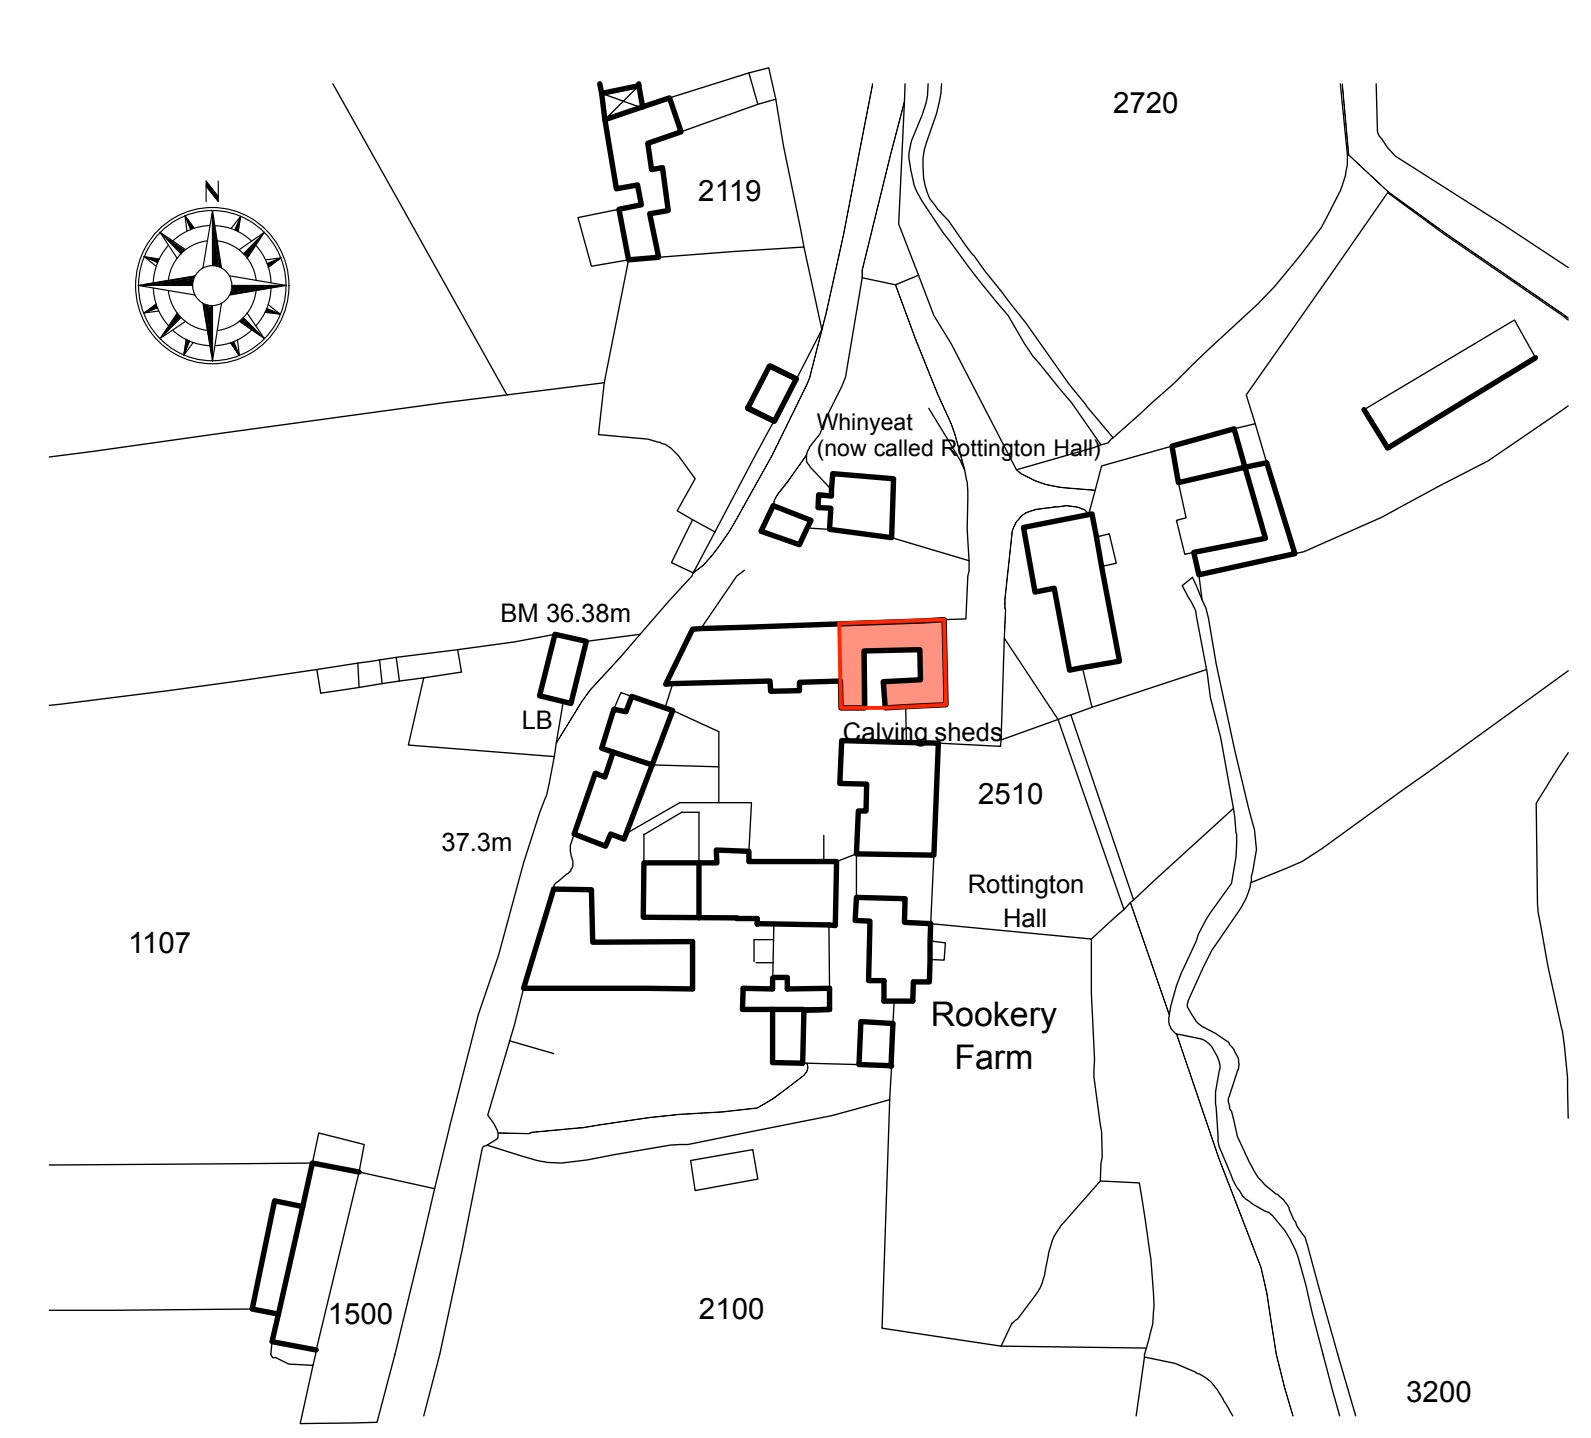 2720
N
2119
Whinyeat
(now called Rottington Hall)
BM 36.38m
LB
Calving sheds
2510
37.3m
Rottington
Hall
1107
Rookery
Farm
1500
2100
3200